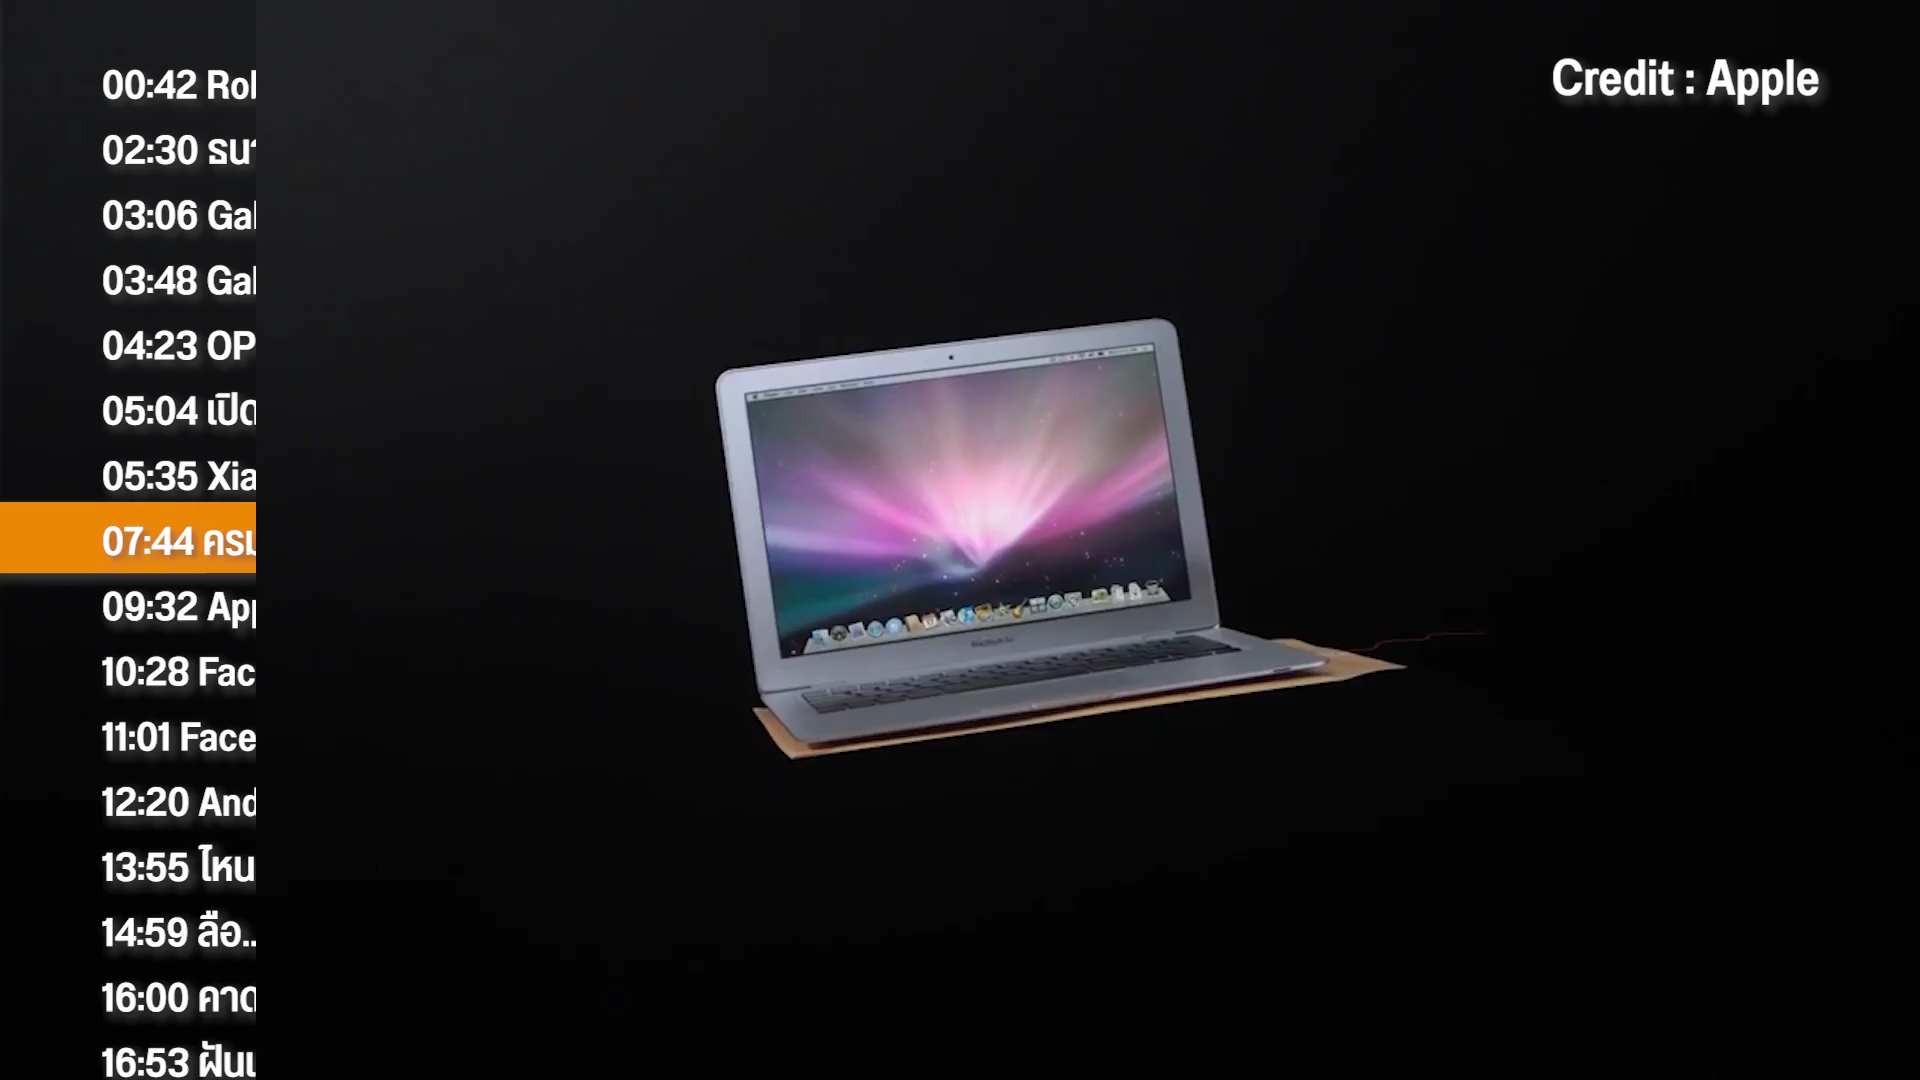 00:42 Rol
02:30 ธนา
03:06 Gal
03:48 Gal
04:23 OP
05:04 เปิด
05:35 Xia
07:44 ครม
09:32 App
10:28 Fac
11:01 Face
12:20 And
13:55 ไหน
14:59 ลือ..
16:00 คาด
16:53 ฝัน
Credit : Apple